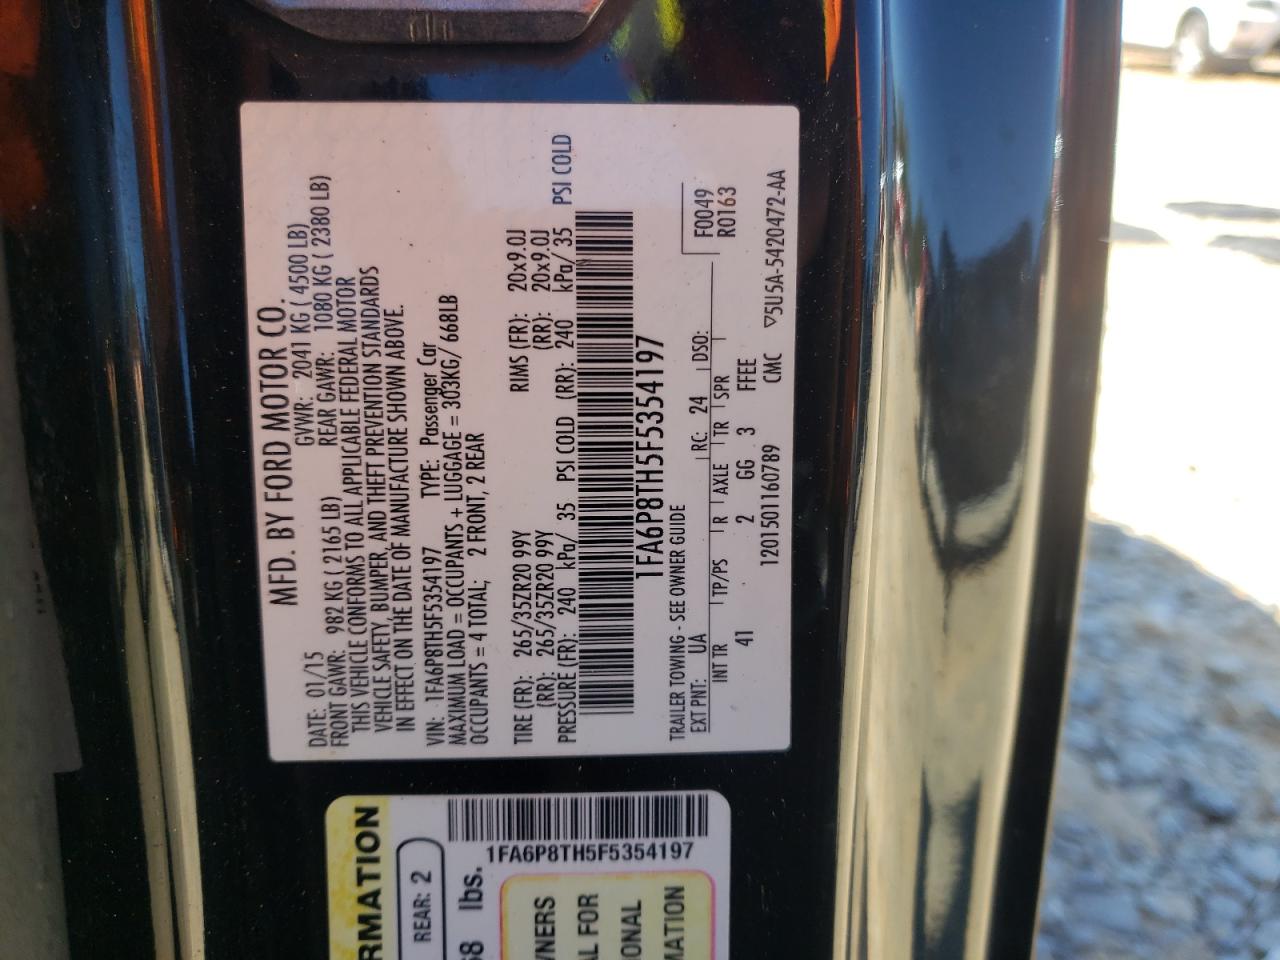 MFD. BY FORD MOTOR CO.
DATE: 01/15 GVWR: 2041 KG ( 4500 LB)
FRONT GAWR: 982 KG ( 2165 LB) REAR GAWR: 1080 KG ( 2380 LB)
THIS VEHICLE CONFORMS TO ALL APPLICABLE FEDERAL MOTOR
VEHICLE SAFETY, BUMPER, AND THEFT PREVENTION STANDARDS
IN EFFECT ON THE DATE OF MANUFACTURE SHOWN ABOVE.
VIN: 1FA6P8TH5F5354197 TYPE: Passenger Car
MAXIMUM LOAD = OCCUPANTS + LUGGAGE = 303KG/ 668LB
OCCUPANTS = 4 TOTAL; 2 FRONT, 2 REAR
TIRE (FR): 265/35ZR20 99Y RIMS (FR): 20x9.0J
(RR): 265/35ZR20 99Y (RR): 20x9.0J
PRESSURE (FR): 240 kPa/ 35 PSI COLD (RR): 240 kPa/ 35 PSI COLD
1FA6P8TH5F5354197
TRAILER TOWING - SEE OWNER GUIDE F0049
EXT PNT: UA RC: 24 DSO: R0163
INT TR TP/PS R AXLE TR SPR
41 2 GG 3 FFEE
1201501160789 CMC ▽5U5A-5420472-AA
RMATION
REAR: 2
68 lbs.
1FA6P8TH5F5354197
WNERS
AL FOR
IONAL
MATION